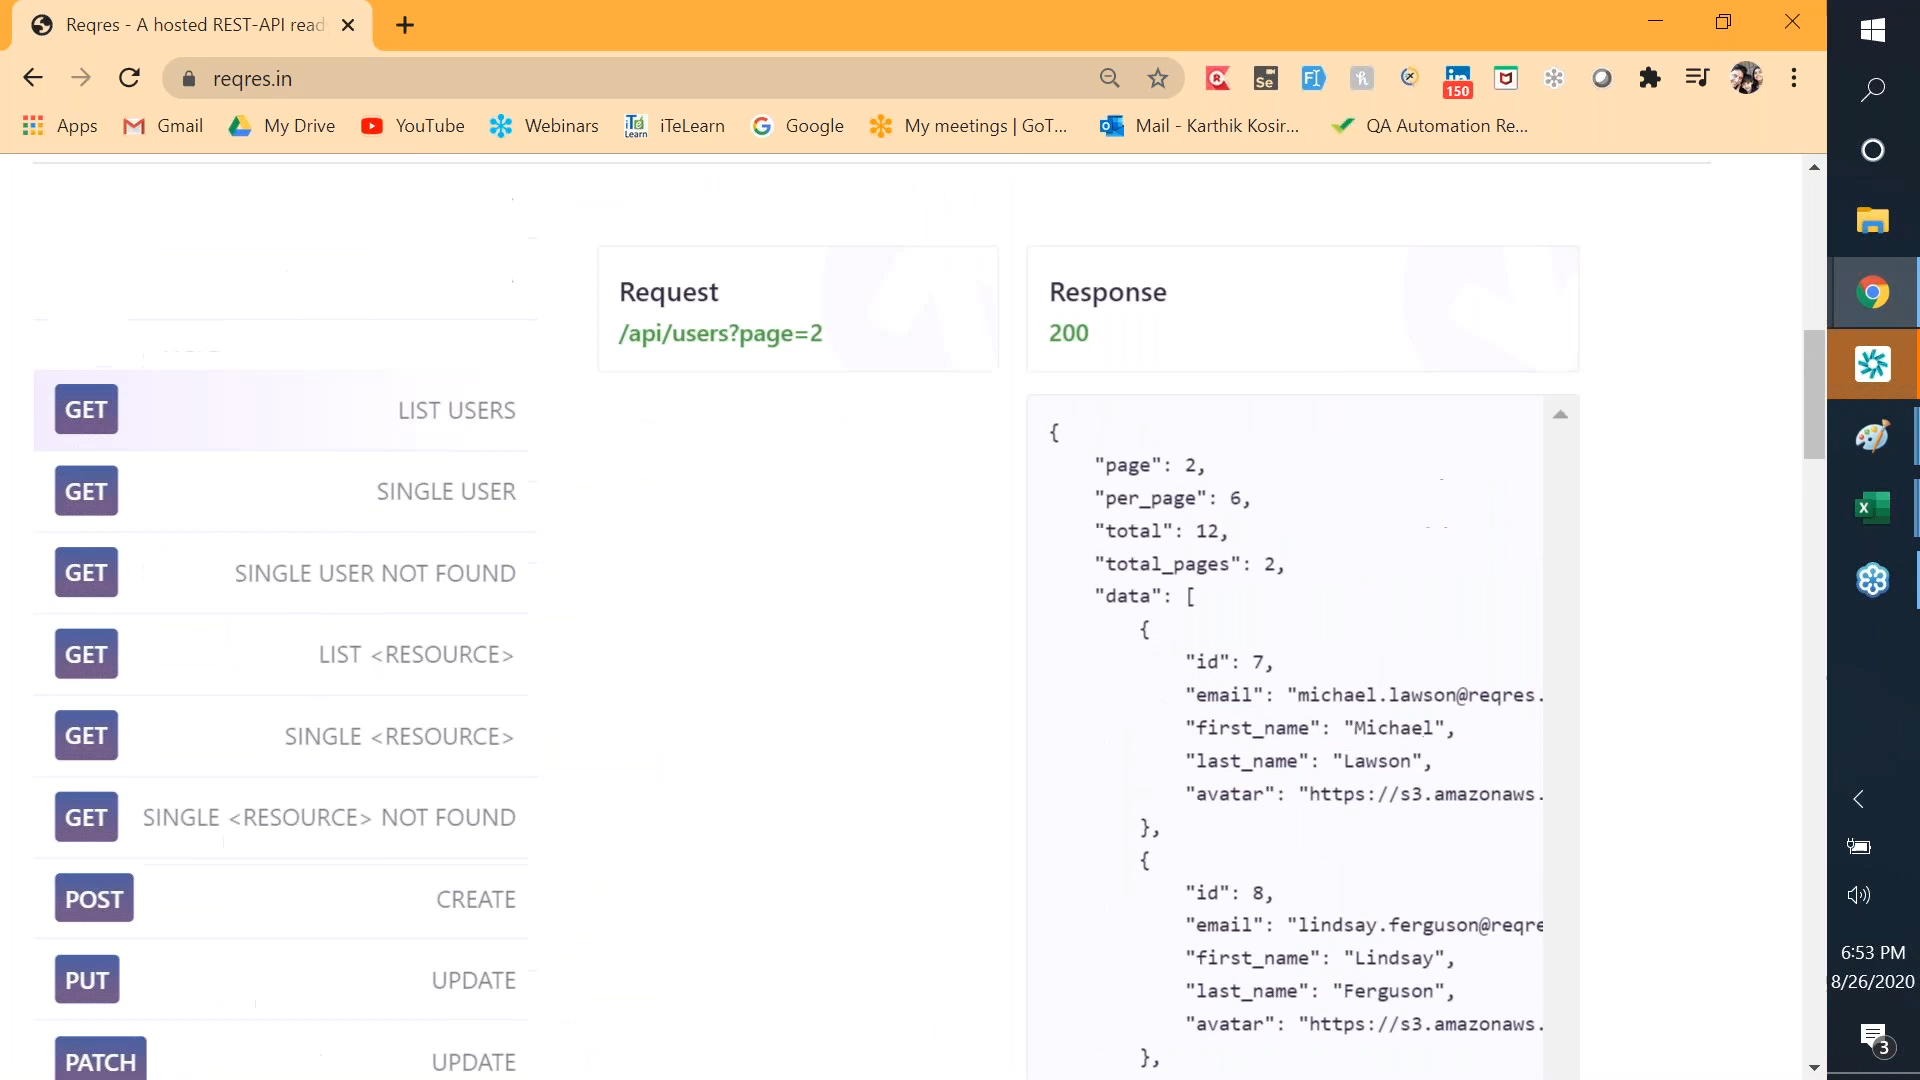 Reqres - A hosted REST-API read
reqres.in
Se
150
Apps
Gmail
My Drive
YouTube
Webinars
iTeLearn
Google
My meetings | GoT...
Mail - Karthik Kosir...
QA Automation Re...
Request
/api/users?page=2
Response
200
GET LIST USERS
GET SINGLE USER
GET SINGLE USER NOT FOUND
GET LIST <RESOURCE>
GET SINGLE <RESOURCE>
GET SINGLE <RESOURCE> NOT FOUND
POST CREATE
PUT UPDATE
PATCH UPDATE
{
"page": 2,
"per_page": 6,
"total": 12,
"total_pages": 2,
"data": [
{
"id": 7,
"email": "michael.lawson@reqres.
"first_name": "Michael",
"last_name": "Lawson",
"avatar": "https://s3.amazonaws.
},
{
"id": 8,
"email": "lindsay.ferguson@reqre
"first_name": "Lindsay",
"last_name": "Ferguson",
"avatar": "https://s3.amazonaws.
},
6:53 PM
8/26/2020
3